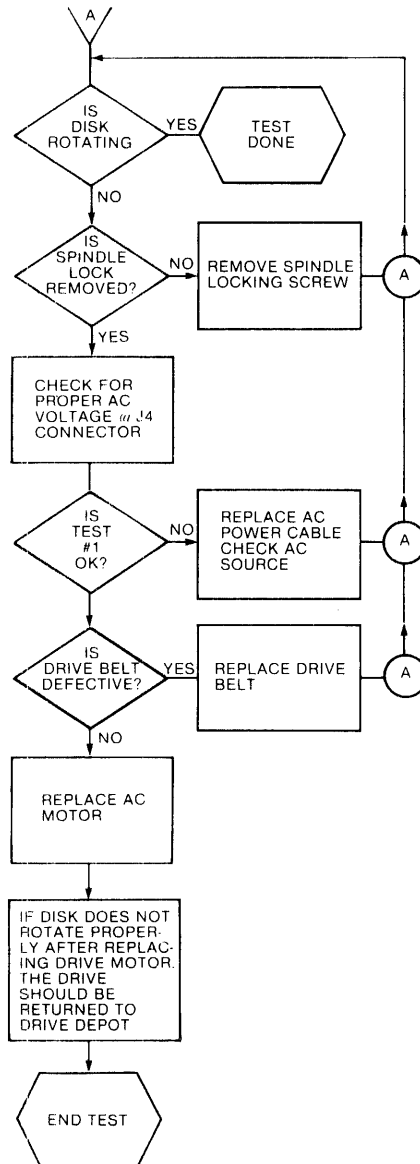 A
IS
DISK
ROTATING
YES
TEST
DONE
NO
IS
SPINDLE
LOCK
REMOVED?
NO
REMOVE SPINDLE
LOCKING SCREW
A
YES
CHECK FOR
PROPER AC
VOLTAGE @ J4
CONNECTOR
IS
TEST
#1
OK?
NO
REPLACE AC
POWER CABLE
CHECK AC
SOURCE
A
IS
DRIVE BELT
DEFECTIVE?
YES
REPLACE DRIVE
BELT
A
NO
REPLACE AC
MOTOR
IF DISK DOES NOT
ROTATE PROPER-
LY AFTER REPLAC-
ING DRIVE MOTOR.
THE DRIVE
SHOULD BE
RETURNED TO
DRIVE DEPOT
END TEST